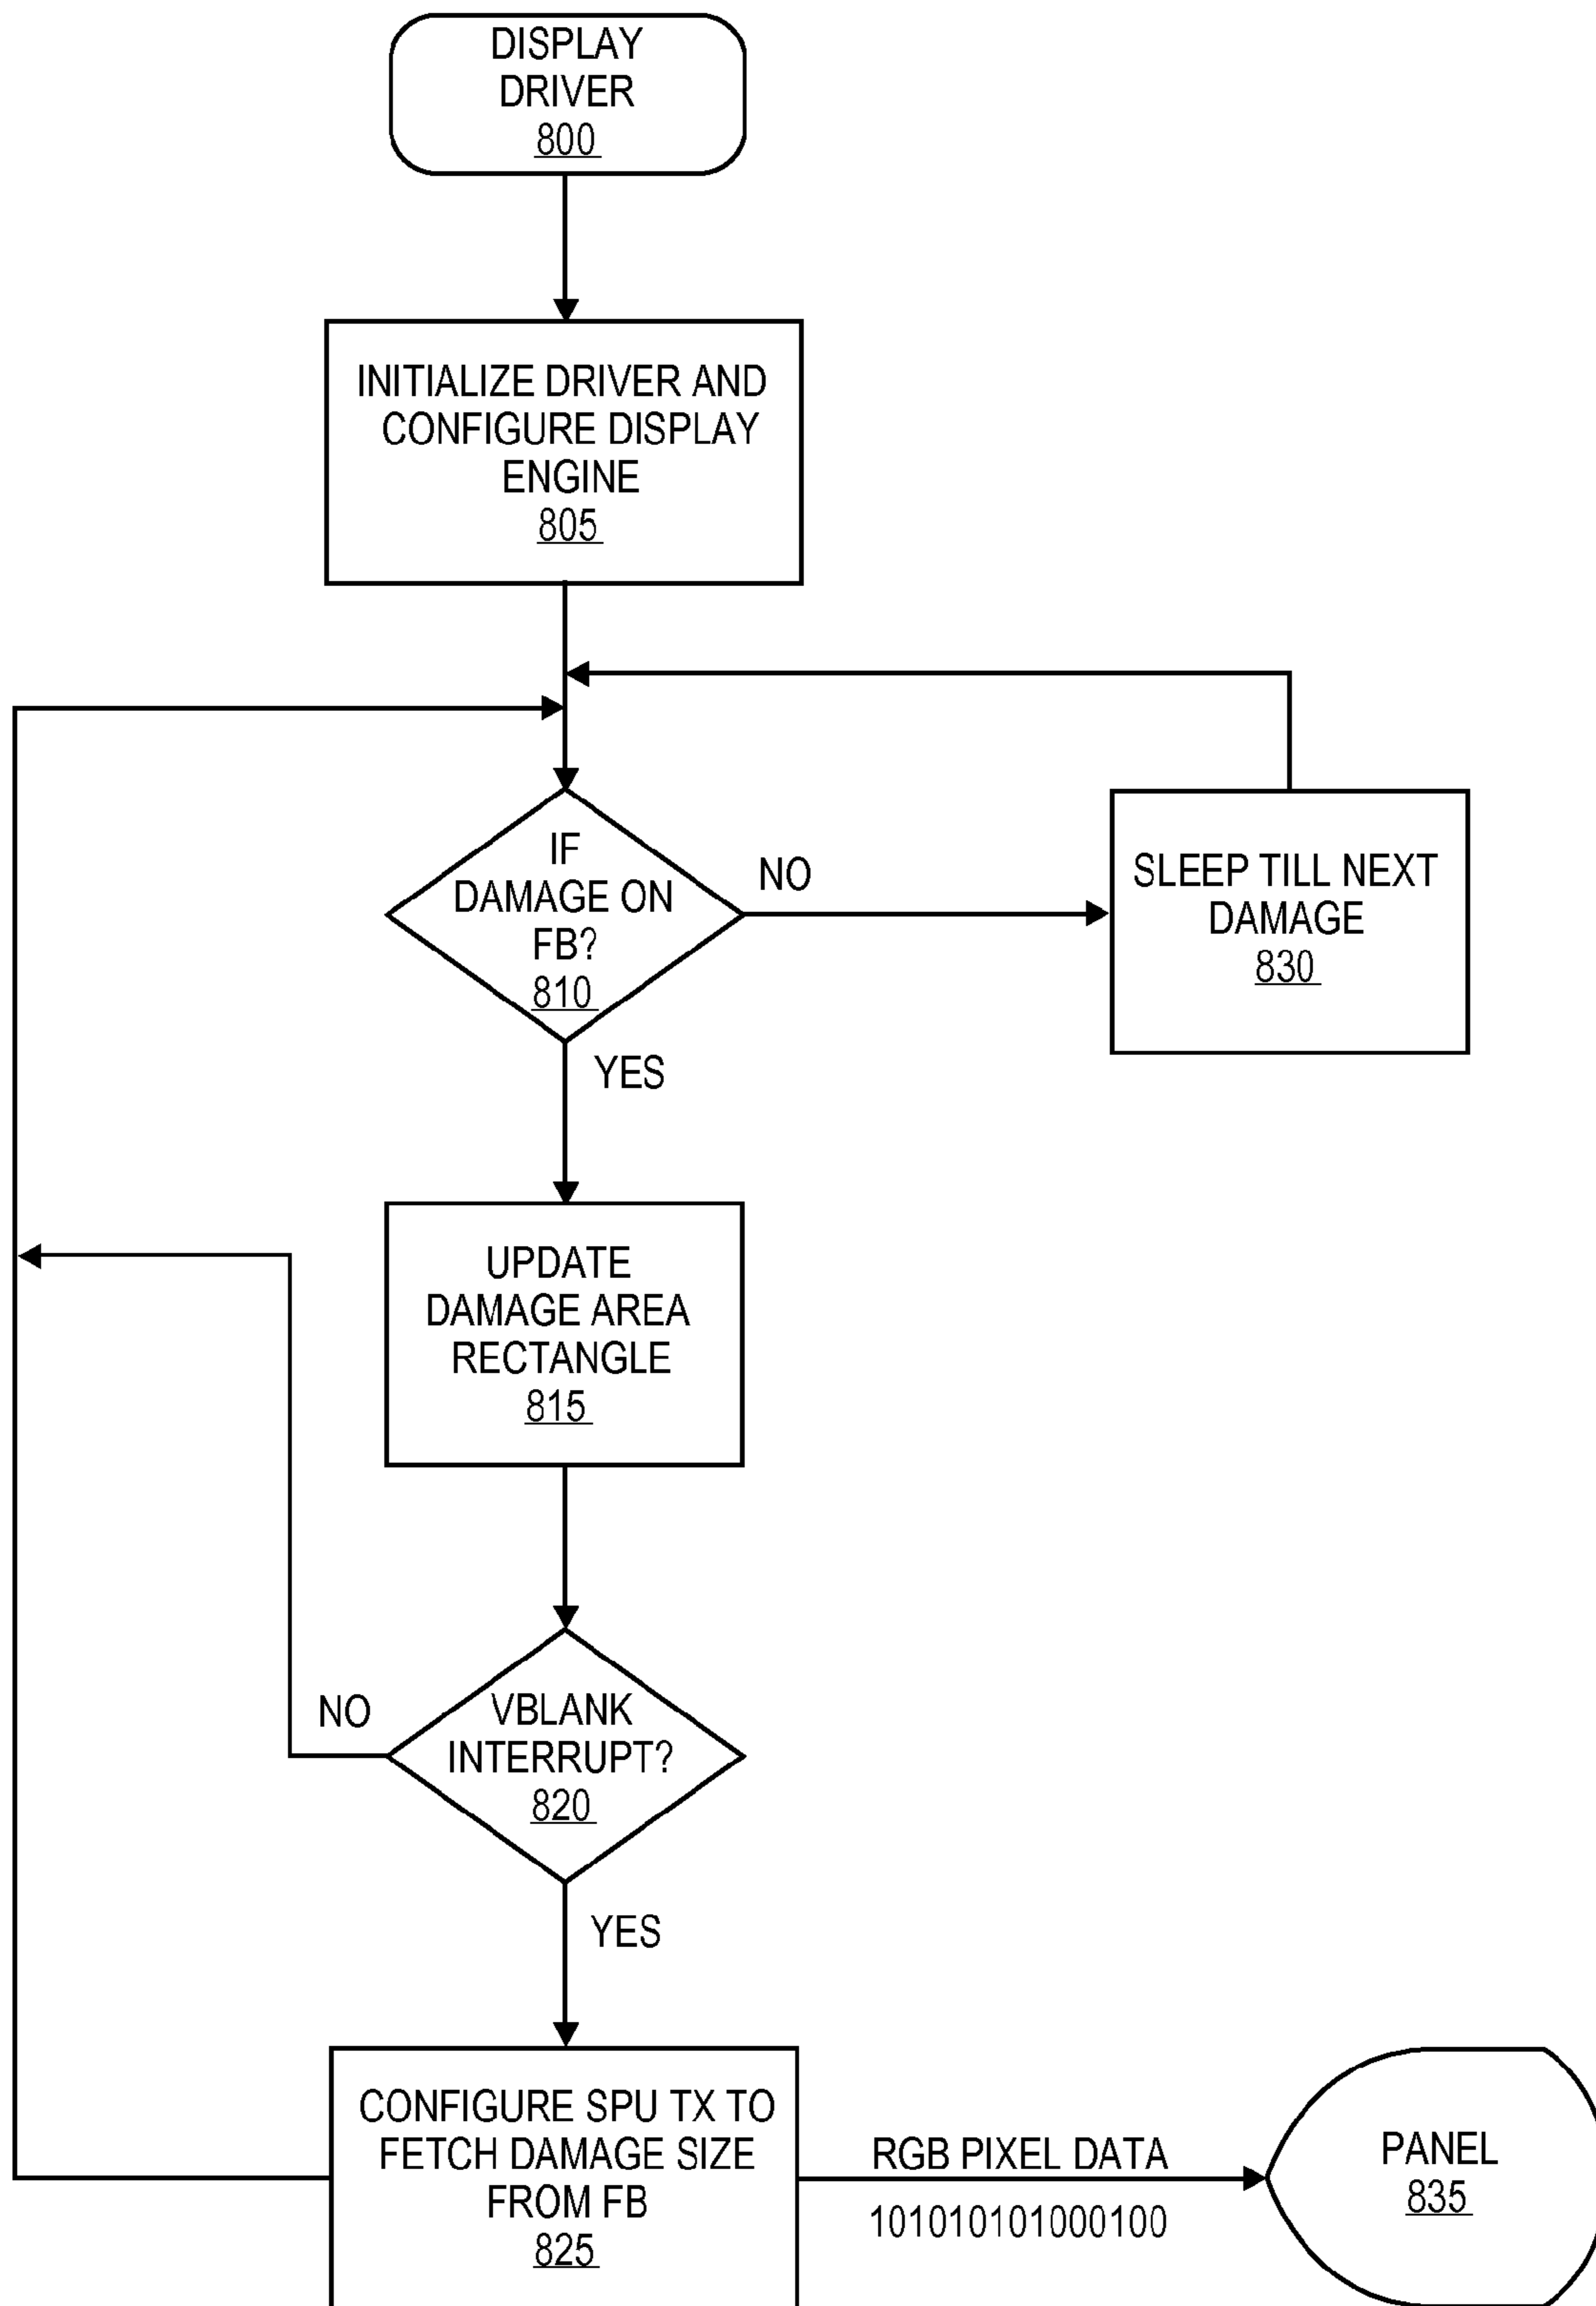 DISPLAY
DRIVER
800
INITIALIZE DRIVER AND
CONFIGURE DISPLAY
ENGINE
805
IF
DAMAGE ON
FB?
810
NO
SLEEP TILL NEXT
DAMAGE
830
YES
UPDATE
DAMAGE AREA
RECTANGLE
815
NO
VBLANK
INTERRUPT?
820
YES
CONFIGURE SPU TX TO
FETCH DAMAGE SIZE
FROM FB
825
RGB PIXEL DATA
101010101000100
PANEL
835